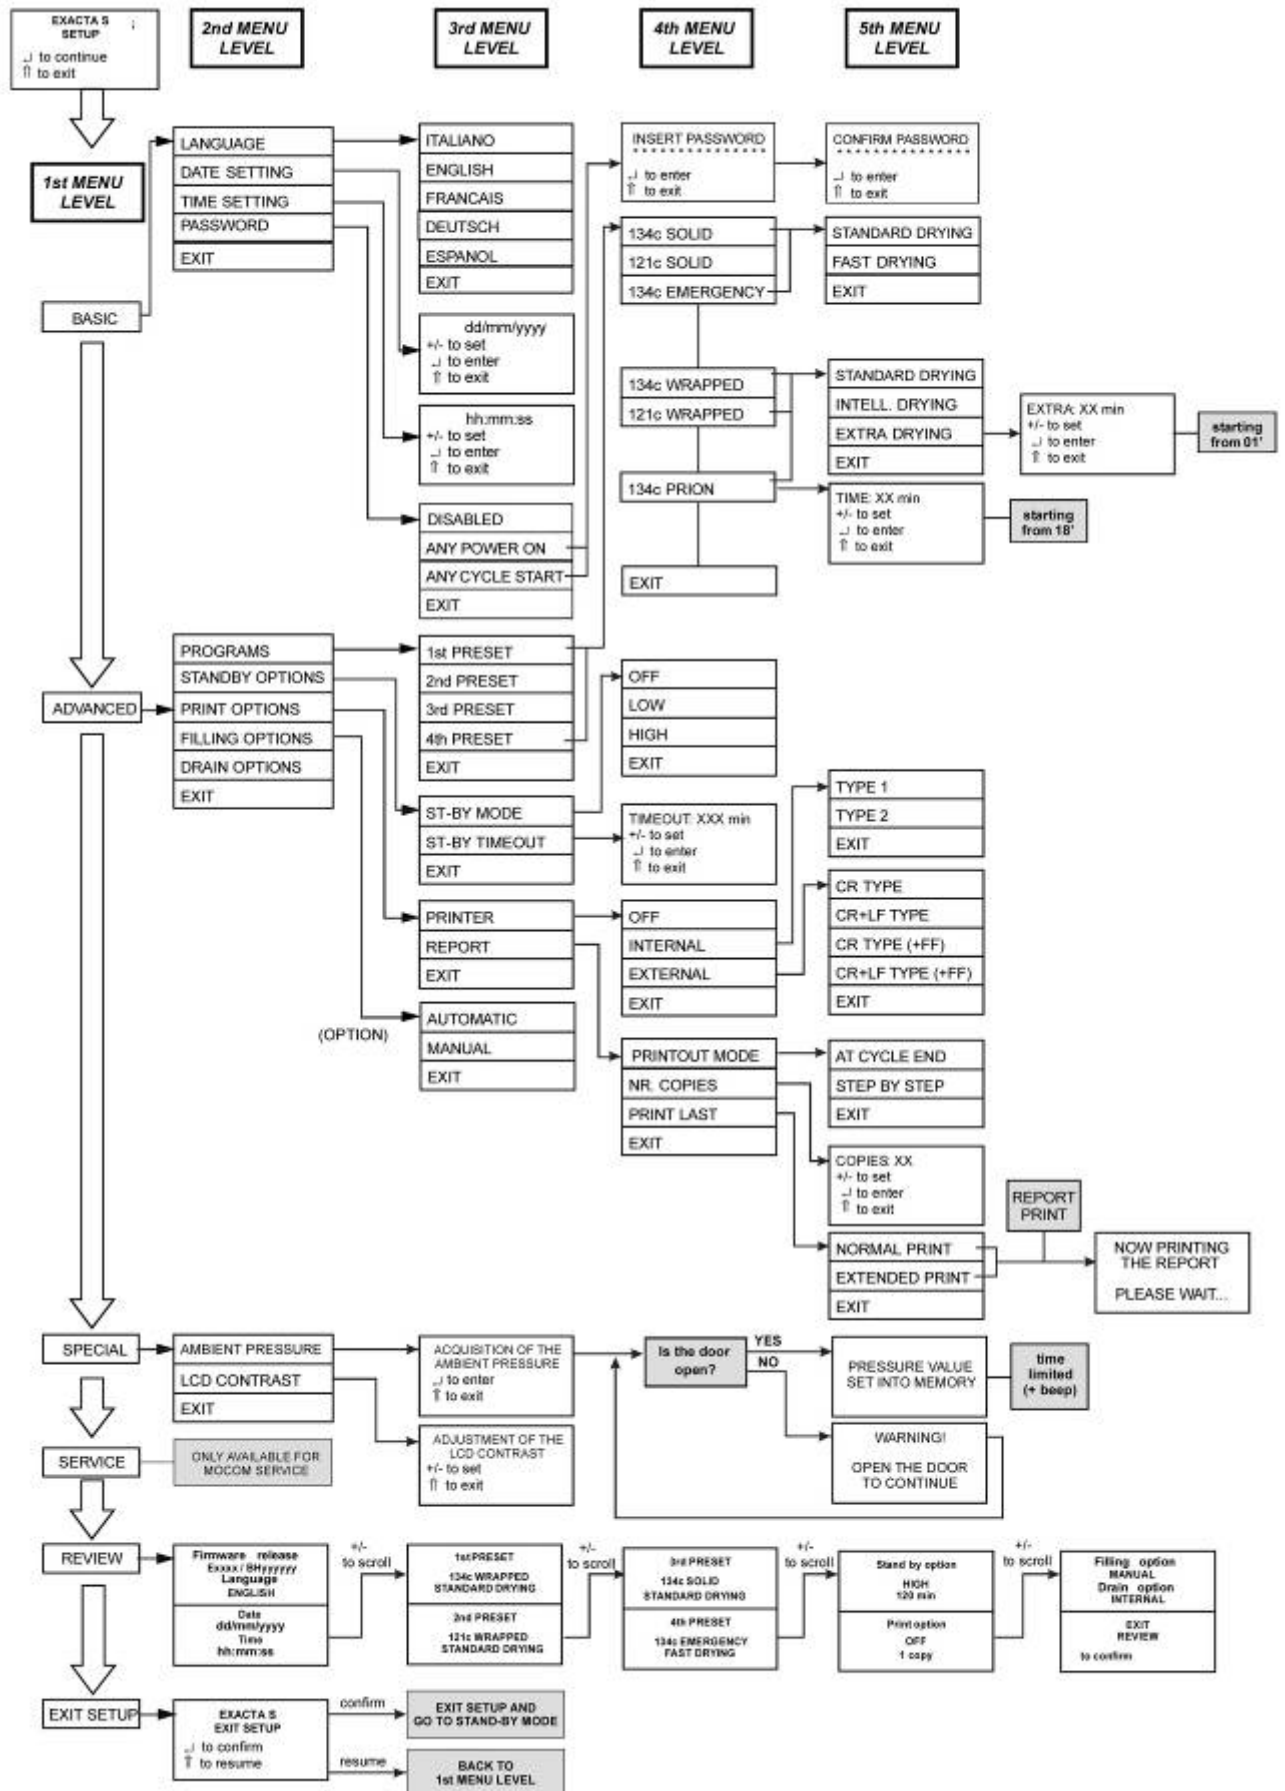 EXACTA S ;
SETUP
↵ to continue
⇑ to exit
2nd MENU
LEVEL
3rd MENU
LEVEL
4th MENU
LEVEL
5th MENU
LEVEL
1st MENU
LEVEL
BASIC
LANGUAGE
DATE SETTING
TIME SETTING
PASSWORD
EXIT
ITALIANO
ENGLISH
FRANCAIS
DEUTSCH
ESPANOL
EXIT
dd/mm/yyyy
+/- to set
↵ to enter
⇑ to exit
hh:mm:ss
+/- to set
↵ to enter
⇑ to exit
DISABLED
ANY POWER ON
ANY CYCLE START
EXIT
INSERT PASSWORD
* * * * * * * * * * * * * *
↵ to enter
⇑ to exit
CONFIRM PASSWORD
* * * * * * * * * * * * * *
↵ to enter
⇑ to exit
134c SOLID
121c SOLID
134c EMERGENCY
134c WRAPPED
121c WRAPPED
134c PRION
EXIT
STANDARD DRYING
FAST DRYING
EXIT
STANDARD DRYING
INTELL. DRYING
EXTRA DRYING
EXIT
EXTRA: XX min
+/- to set
↵ to enter
⇑ to exit
starting
from 01'
TIME: XX min
+/- to set
↵ to enter
⇑ to exit
starting
from 18'
ADVANCED
PROGRAMS
STANDBY OPTIONS
PRINT OPTIONS
FILLING OPTIONS
DRAIN OPTIONS
EXIT
1st PRESET
2nd PRESET
3rd PRESET
4th PRESET
EXIT
ST-BY MODE
ST-BY TIMEOUT
EXIT
OFF
LOW
HIGH
EXIT
TIMEOUT: XXX min
+/- to set
↵ to enter
⇑ to exit
PRINTER
REPORT
EXIT
OFF
INTERNAL
EXTERNAL
EXIT
TYPE 1
TYPE 2
EXIT
CR TYPE
CR+LF TYPE
CR TYPE (+FF)
CR+LF TYPE (+FF)
EXIT
(OPTION)
AUTOMATIC
MANUAL
EXIT
PRINTOUT MODE
NR. COPIES
PRINT LAST
EXIT
AT CYCLE END
STEP BY STEP
EXIT
COPIES: XX
+/- to set
↵ to enter
⇑ to exit
NORMAL PRINT
EXTENDED PRINT
EXIT
REPORT
PRINT
NOW PRINTING
THE REPORT
PLEASE WAIT...
SPECIAL
AMBIENT PRESSURE
LCD CONTRAST
EXIT
ACQUISITION OF THE
AMBIENT PRESSURE
↵ to enter
⇑ to exit
Is the door
open?
YES
NO
PRESSURE VALUE
SET INTO MEMORY
time
limited
(+ beep)
ADJUSTMENT OF THE
LCD CONTRAST
+/- to set
⇑ to exit
WARNING!
OPEN THE DOOR
TO CONTINUE
SERVICE
ONLY AVAILABLE FOR
MOCOM SERVICE
REVIEW
Firmware release
Exxxx / BHyyyyyy
Language
ENGLISH
Date
dd/mm/yyyy
Time
hh:mm:ss
+/-
to scroll
1st PRESET
134c WRAPPED
STANDARD DRYING
2nd PRESET
121c WRAPPED
STANDARD DRYING
+/-
to scroll
3rd PRESET
134c SOLID
STANDARD DRYING
4th PRESET
134c EMERGENCY
FAST DRYING
+/-
to scroll
Stand by option
HIGH
120 min
Print option
OFF
1 copy
+/-
to scroll
Filling option
MANUAL
Drain option
INTERNAL
EXIT
REVIEW
to confirm
EXIT SETUP
EXACTA S
EXIT SETUP
↵ to confirm
⇑ to resume
confirm
EXIT SETUP AND
GO TO STAND-BY MODE
resume
BACK TO
1st MENU LEVEL